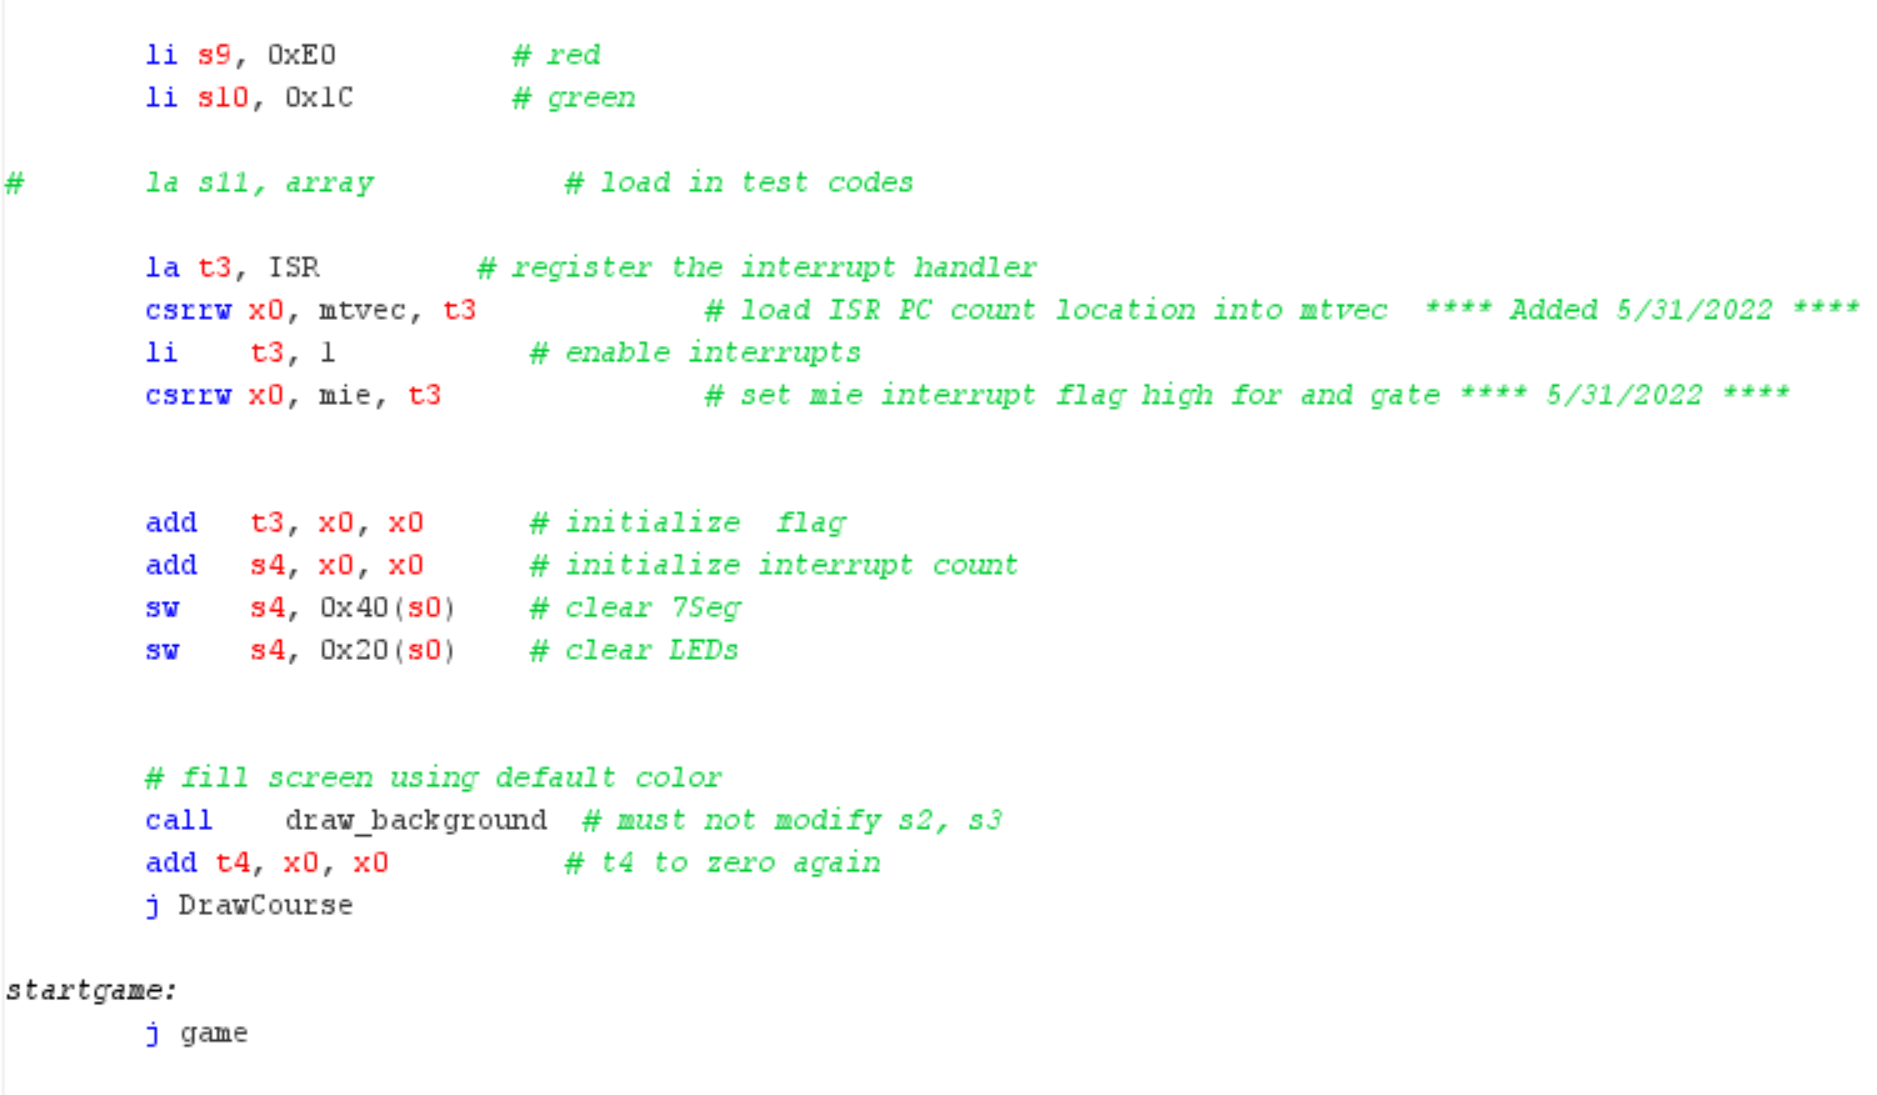 li s9, 0xE0 # red
li s10, 0x1C # green
# la s11, array # load in test codes
la t3, ISR # register the interrupt handler
csrrw x0, mtvec, t3 # load ISR PC count location into mtvec **** Added 5/31/2022 ****
li t3, 1 # enable interrupts
csrrw x0, mie, t3 # set mie interrupt flag high for and gate **** 5/31/2022 ****
add t3, x0, x0 # initialize flag
add s4, x0, x0 # initialize interrupt count
sw s4, 0x40(s0) # clear 7Seg
sw s4, 0x20(s0) # clear LEDs
# fill screen using default color
call draw_background # must not modify s2, s3
add t4, x0, x0 # t4 to zero again
j DrawCourse
startgame:
j game